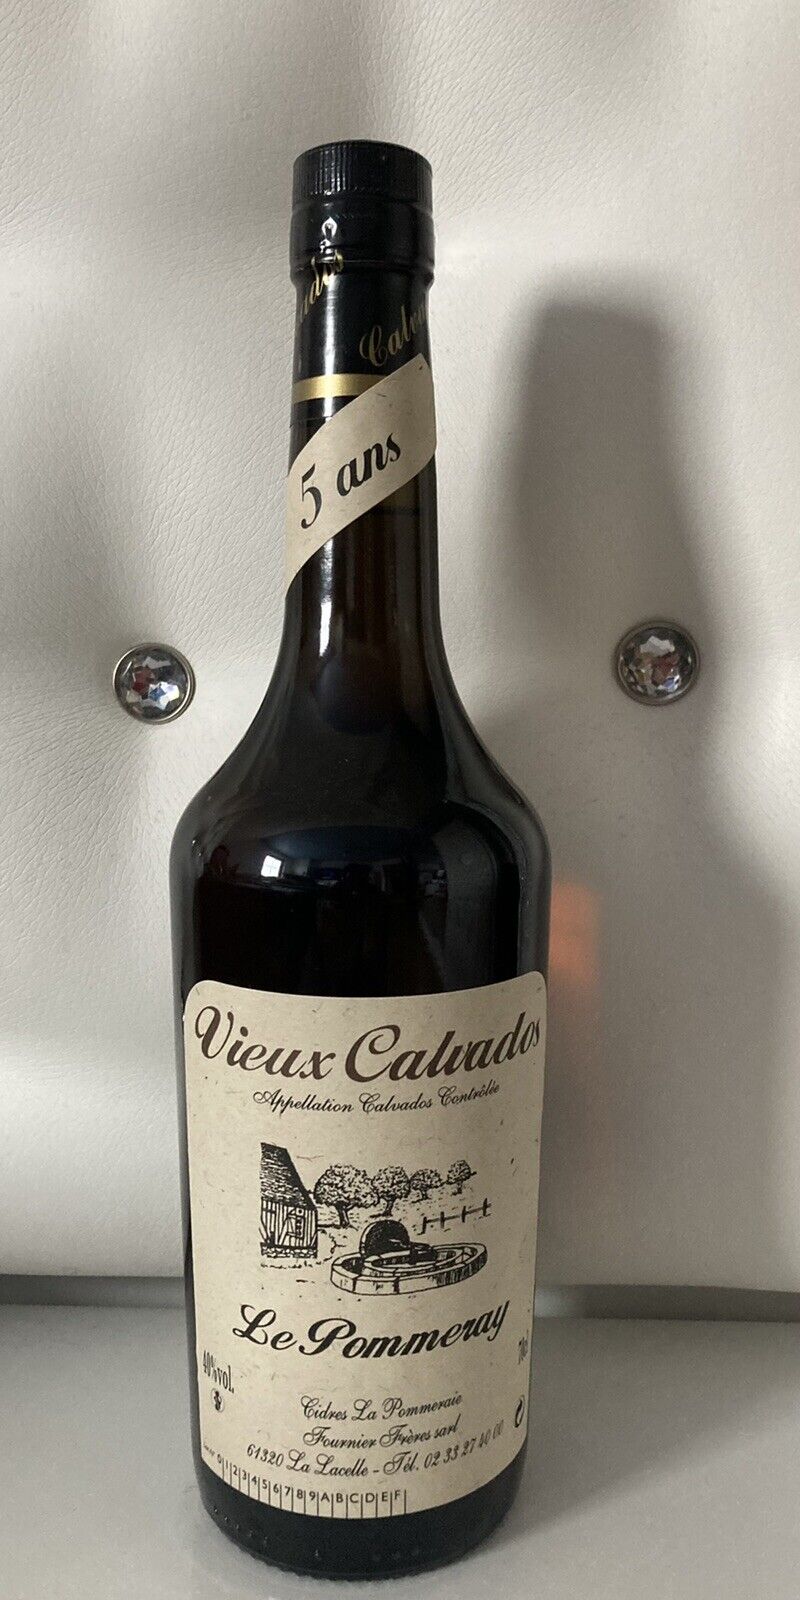 Calvados
5 ans
Vieux Calvados
Appellation Calvados Contrôlée
Le Pommeray
40%vol.
70cl
Cidres La Pommeraie
Fournier Frères sarl
61320 La Lacelle - Tél. 02 33 27 40 00
0|1|2|3|4|5|6|7|8|9|A|B|C|D|E|F|